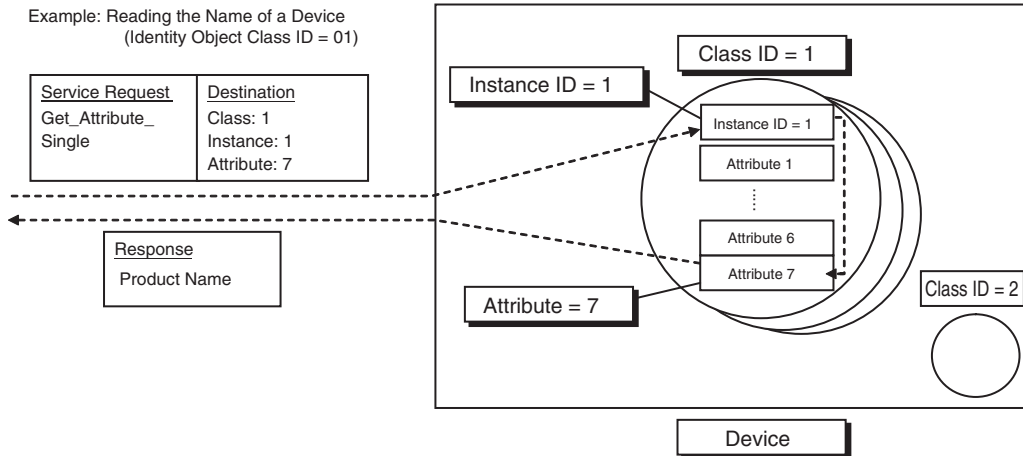 Example: Reading the Name of a Device
(Identity Object Class ID = 01)
Service Request
Get_Attribute_
Single
Destination
Class: 1
Instance: 1
Attribute: 7
Response
Product Name
Class ID = 1
Instance ID = 1
Instance ID = 1
Attribute 1
Attribute 6
Attribute 7
Attribute = 7
Class ID = 2
Device